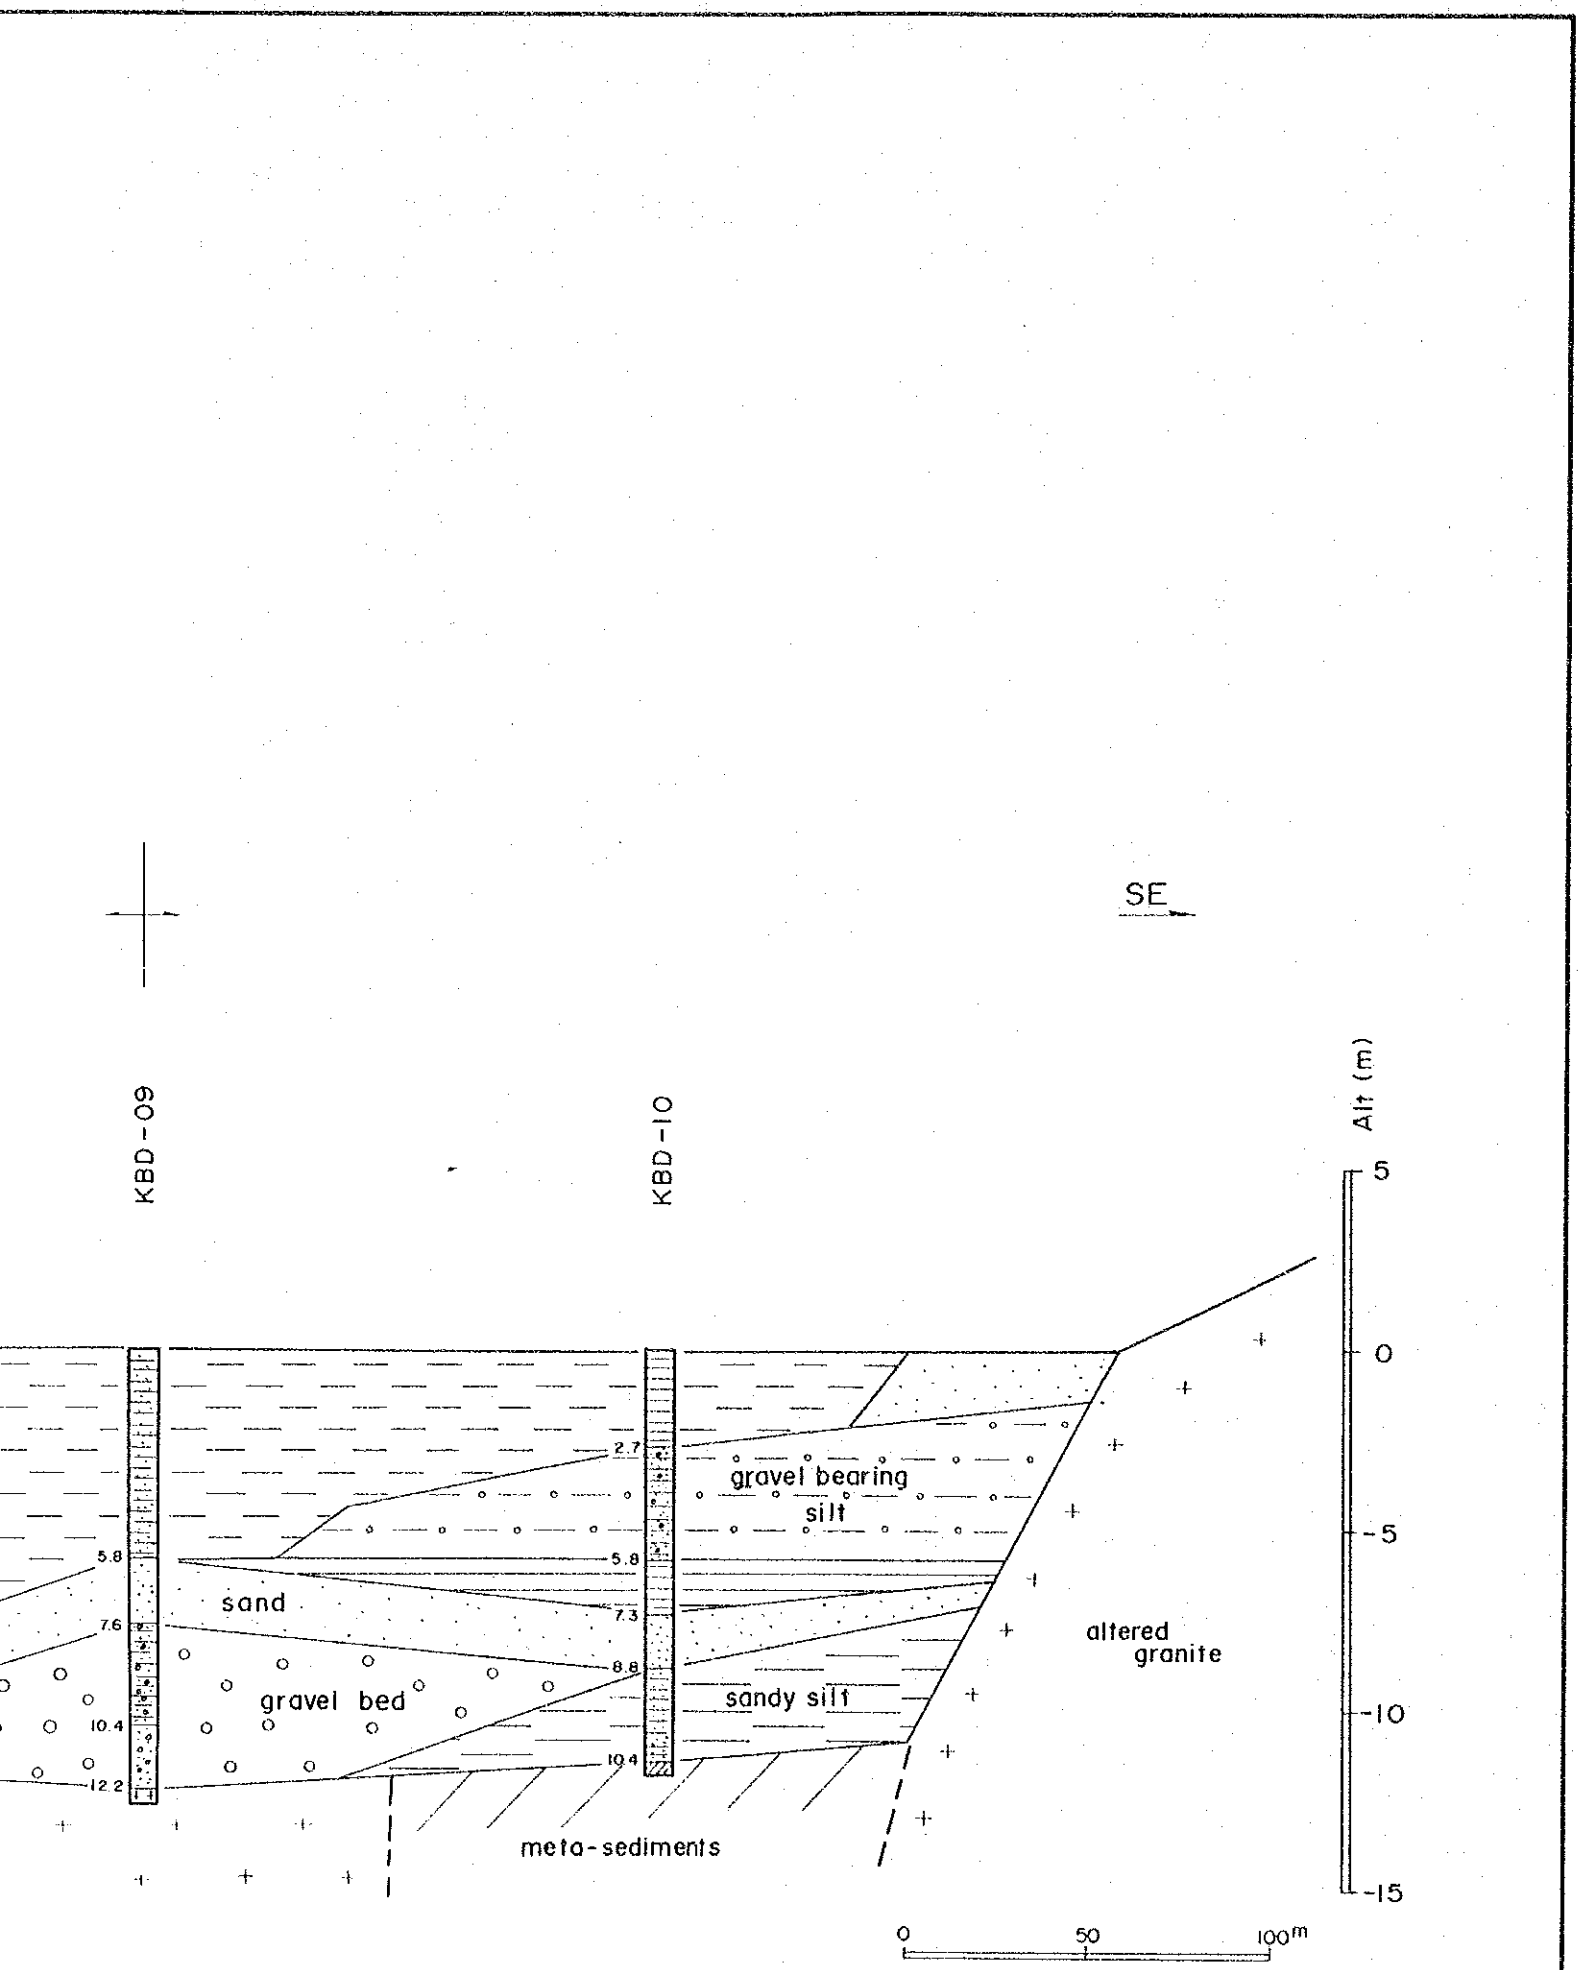 SE
KBD-09
KBD-10
Alt (m)
5
0
-5
-10
-15
2.7
gravel bearing
silt
5.8
5.8
sand
7.6
7.3
8.8
altered
granite
gravel bed
sandy silt
10.4
10.4
12.2
meta-sediments
0 50 100m